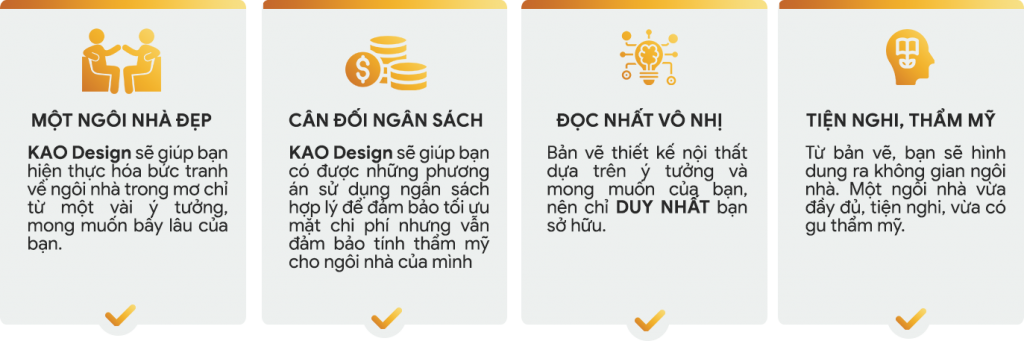 MỘT NGÔI NHÀ ĐẸP
KAO Design sẽ giúp bạn
hiện thực hóa bức tranh
về ngôi nhà trong mơ chỉ
từ một vài ý tưởng,
mong muốn bấy lâu của
bạn.
CÂN ĐỐI NGÂN SÁCH
KAO Design sẽ giúp bạn
có được những phương
án sử dụng ngân sách
hợp lý để đảm bảo tối ưu
mặt chi phí nhưng vẫn
đảm bảo tính thẩm mỹ
cho ngôi nhà của mình
ĐỌC NHẤT VÔ NHỊ
Bản vẽ thiết kế nội thất
dựa trên ý tưởng và
mong muốn của bạn,
nên chỉ DUY NHẤT bạn
sở hữu.
TIỆN NGHI, THẨM MỸ
Từ bản vẽ, bạn sẽ hình
dung ra không gian ngôi
nhà. Một ngôi nhà vừa
đầy đủ, tiện nghi, vừa có
gu thẩm mỹ.